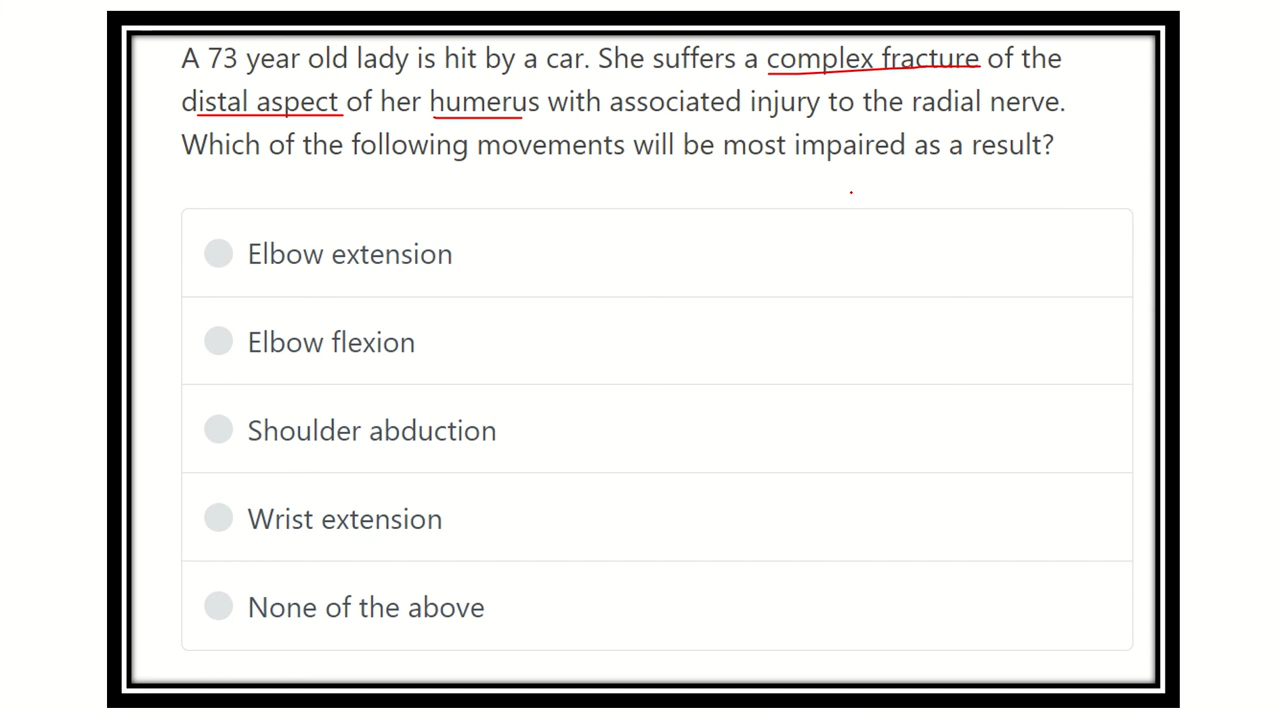 A 73 year old lady is hit by a car. She suffers a complex fracture of the
distal aspect of her humerus with associated injury to the radial nerve.
Which of the following movements will be most impaired as a result?
Elbow extension
Elbow flexion
Shoulder abduction
Wrist extension
None of the above